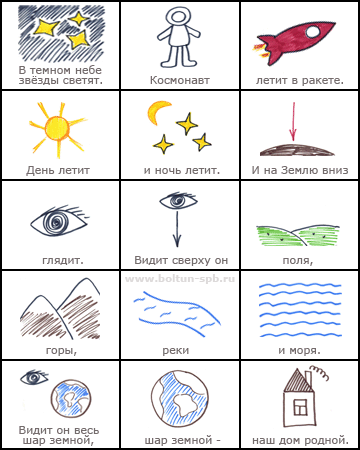 В темном небе
звёзды светят.
Космонавт
летит в ракете.
День летит
и ночь летит.
И на Землю вниз
глядит.
Видит сверху он
поля,
www.boltun-spb.ru
горы,
реки
и моря.
Видит он весь
шар земной,
шар земной -
наш дом родной.